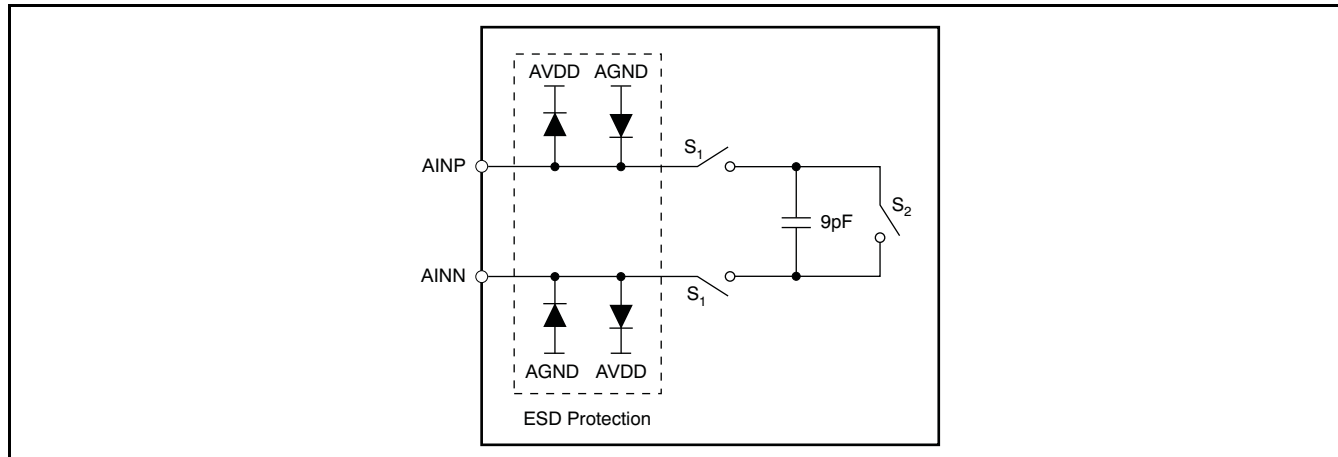 AVDD AGND
S1
AINP
S2
9pF
AINN
S1
AGND AVDD
ESD Protection